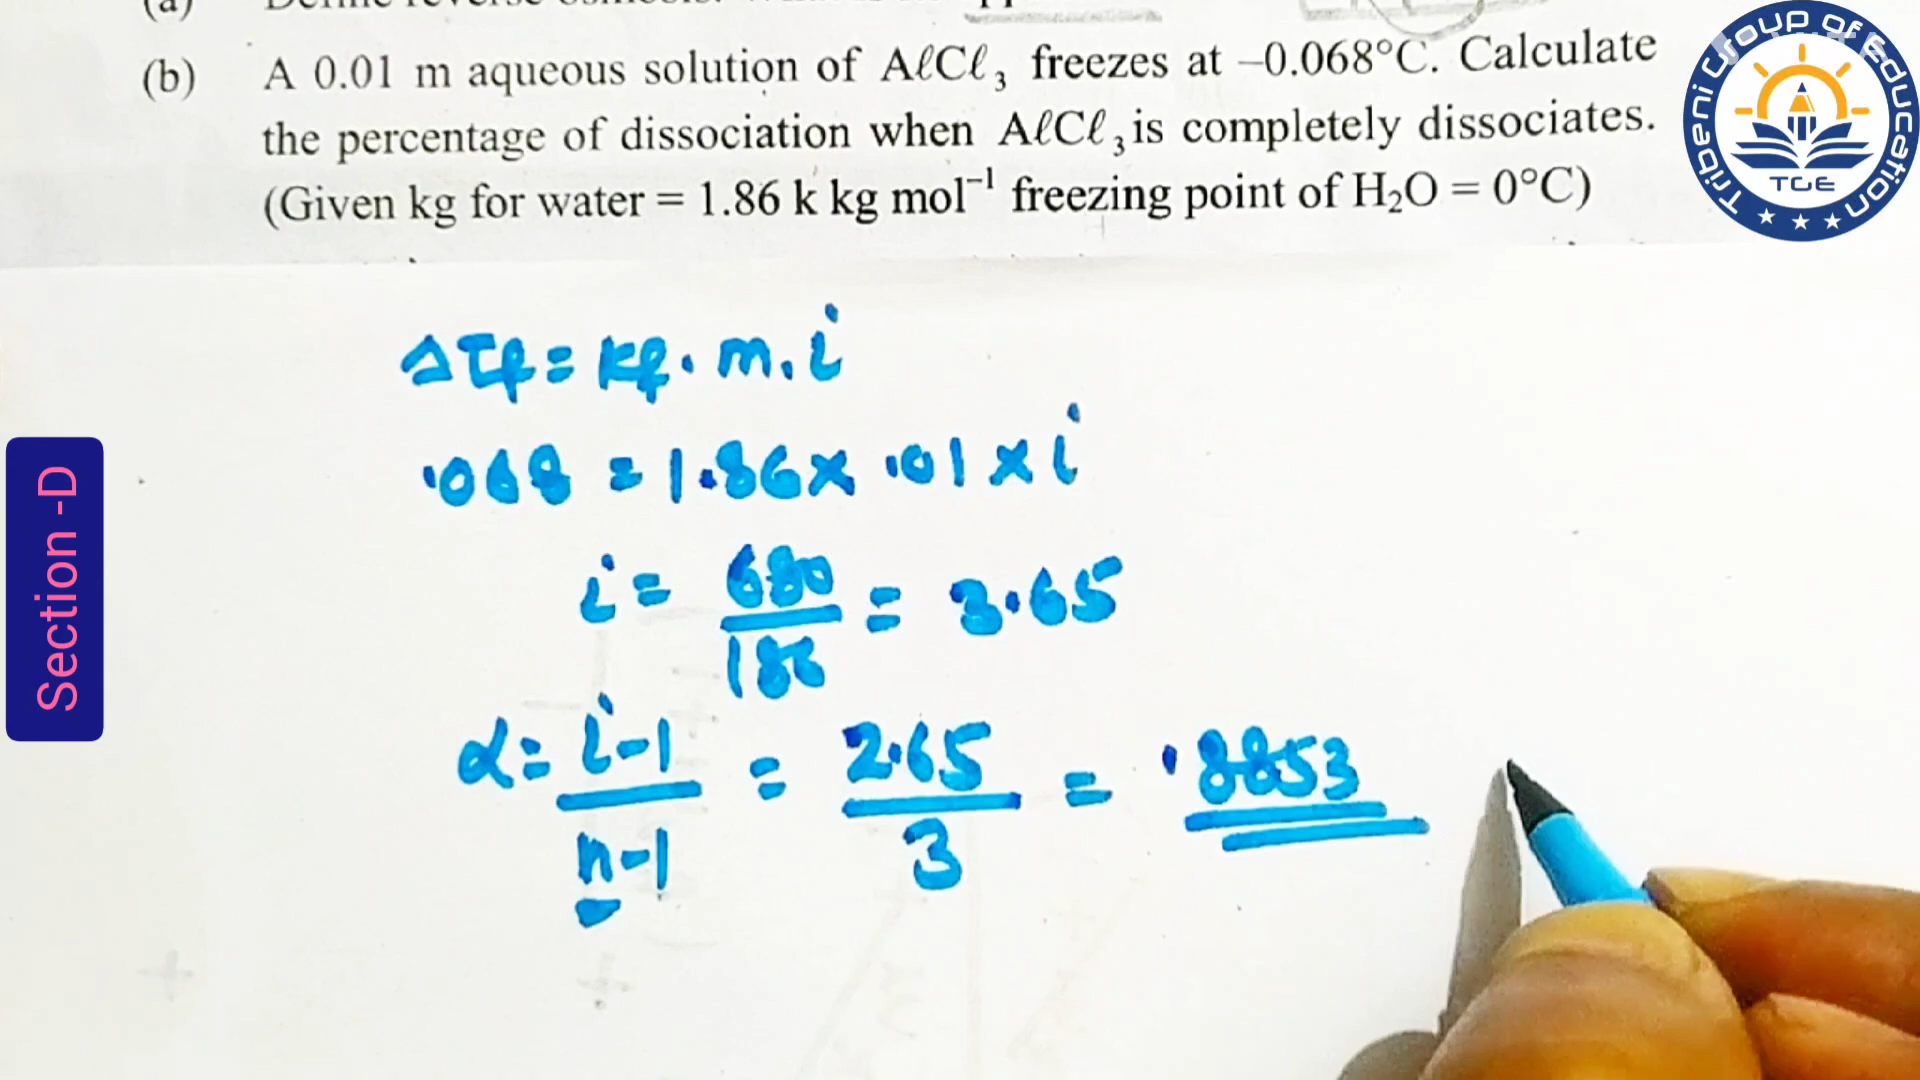 (a)
(b) A 0.01 m aqueous solution of AℓCℓ₃ freezes at –0.068°C. Calculate
the percentage of dissociation when AℓCℓ₃ is completely dissociates.
(Given kg for water = 1.86 k kg mol⁻¹ freezing point of H₂O = 0°C)
Tribeni Group of Education
TGE
Section -D
ΔTf = Kf . m . i
.068 = 1.86 x .01 x i
i = 680/186 = 3.65
α = i-1/n-1 = 2.65/3 = .8853